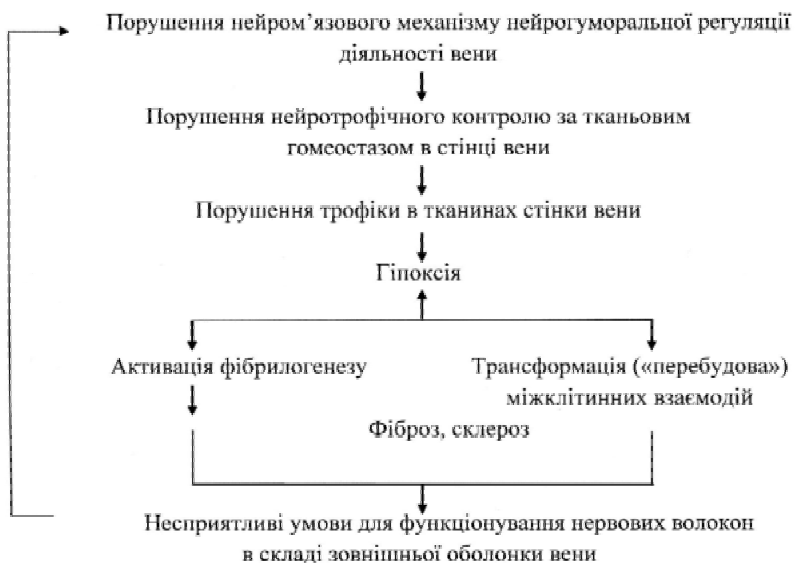 Порушення нейром’язового механізму нейрогуморальної регуляції
діяльності вени
Порушення нейротрофічного контролю за тканьовим
гомеостазом в стінці вени
Порушення трофіки в тканинах стінки вени
Гіпоксія
Активація фібрилогенезу
Трансформація («перебудова»)
міжклітинних взаємодій
Фіброз, склероз
Несприятливі умови для функціонування нервових волокон
в складі зовнішньої оболонки вени